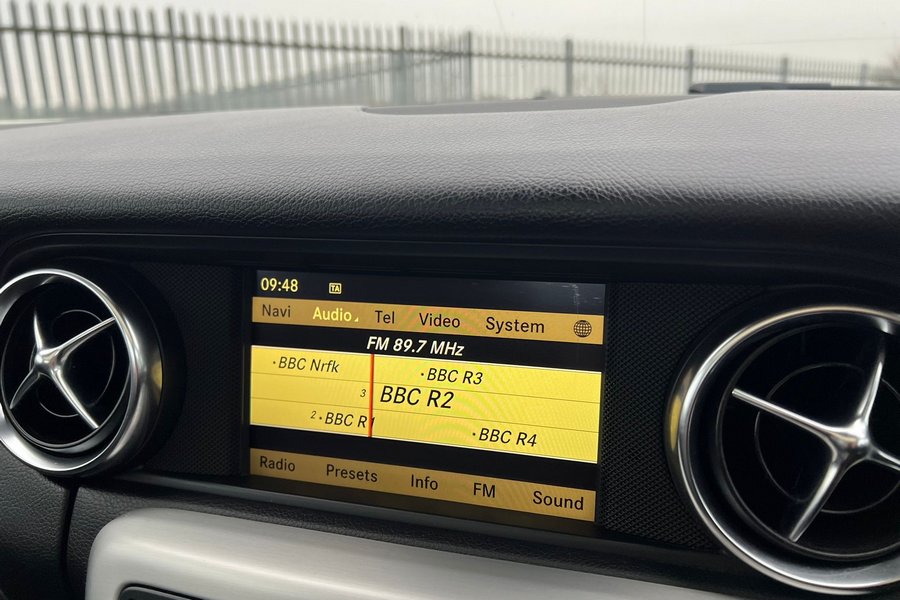 09:48 TA
Navi Audio Tel Video System
FM 89.7 MHz
BBC Nrfk BBC R3
3 BBC R2
2 BBC R1 BBC R4
Radio Presets Info FM Sound